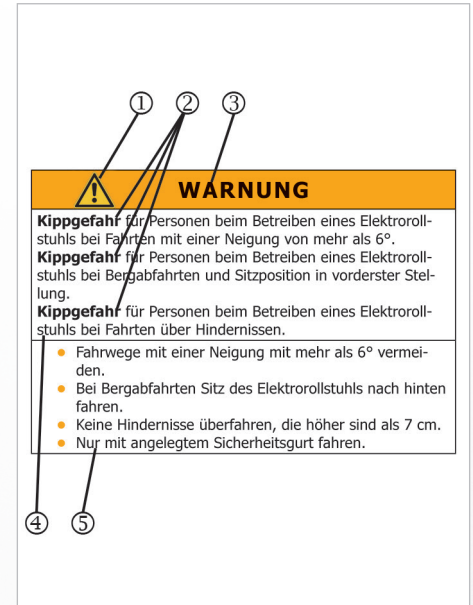 ① ② ③
WARNUNG
Kippgefahr für Personen beim Betreiben eines Elektroroll-
stuhls bei Fahrten mit einer Neigung von mehr als 6°.
Kippgefahr für Personen beim Betreiben eines Elektroroll-
stuhls bei Bergabfahrten und Sitzposition in vorderster Stel-
lung.
Kippgefahr für Personen beim Betreiben eines Elektroroll-
stuhls bei Fahrten über Hindernissen.
• Fahrwege mit einer Neigung mit mehr als 6° vermei-
den.
• Bei Bergabfahrten Sitz des Elektrorollstuhls nach hinten
fahren.
• Keine Hindernisse überfahren, die höher sind als 7 cm.
• Nur mit angelegtem Sicherheitsgurt fahren.
④ ⑤